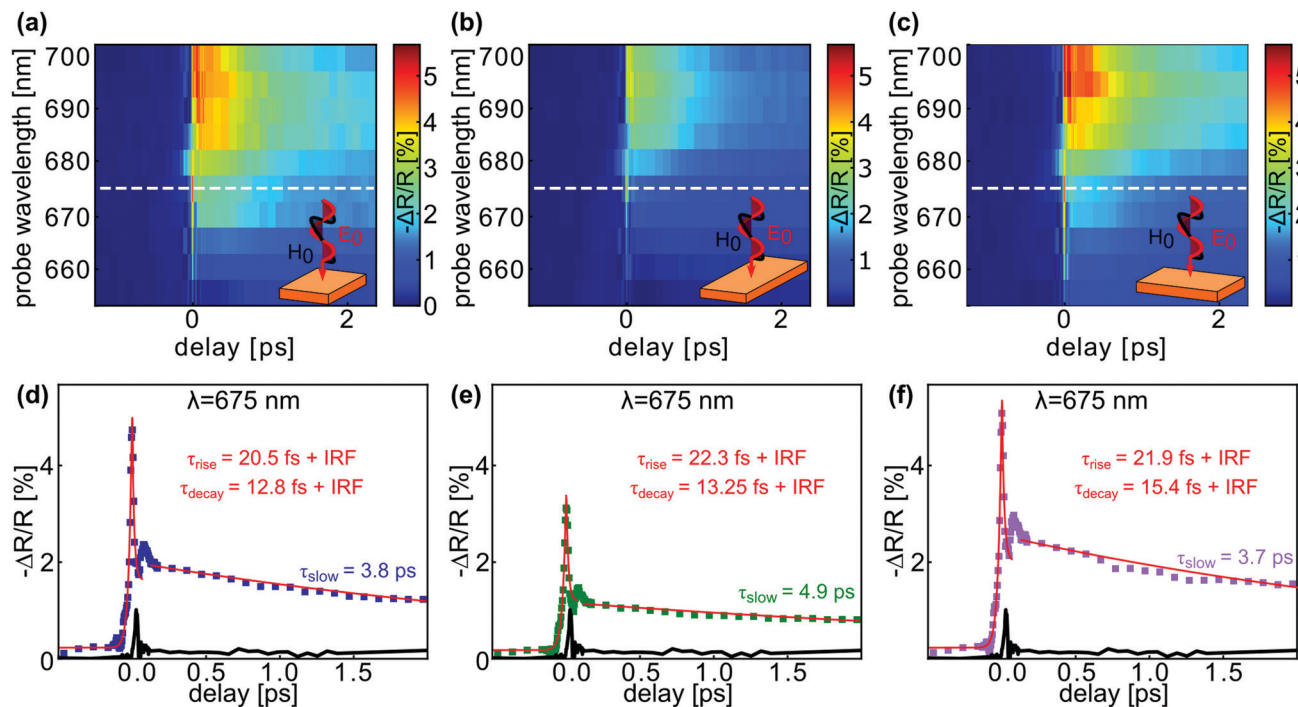 (a)
probe wavelength [nm]
700
690
680
670
660
H0
E0
0
2
delay [ps]
5
4
3
2
1
0
-ΔR/R [%]
(b)
probe wavelength [nm]
700
690
680
670
660
H0
E0
0
2
delay [ps]
5
4
3
2
1
-ΔR/R [%]
(c)
probe wavelength [nm]
700
690
680
670
660
H0
E0
0
2
delay [ps]
5
4
3
2
1
-ΔR/R [%]
(d)
λ=675 nm
τrise = 20.5 fs + IRF
τdecay = 12.8 fs + IRF
τslow = 3.8 ps
-ΔR/R [%]
4
2
0
0.0
0.5
1.0
1.5
delay [ps]
(e)
λ=675 nm
τrise = 22.3 fs + IRF
τdecay = 13.25 fs + IRF
τslow = 4.9 ps
-ΔR/R [%]
4
2
0
0.0
0.5
1.0
1.5
delay [ps]
(f)
λ=675 nm
τrise = 21.9 fs + IRF
τdecay = 15.4 fs + IRF
τslow = 3.7 ps
-ΔR/R [%]
4
2
0
0.0
0.5
1.0
1.5
delay [ps]